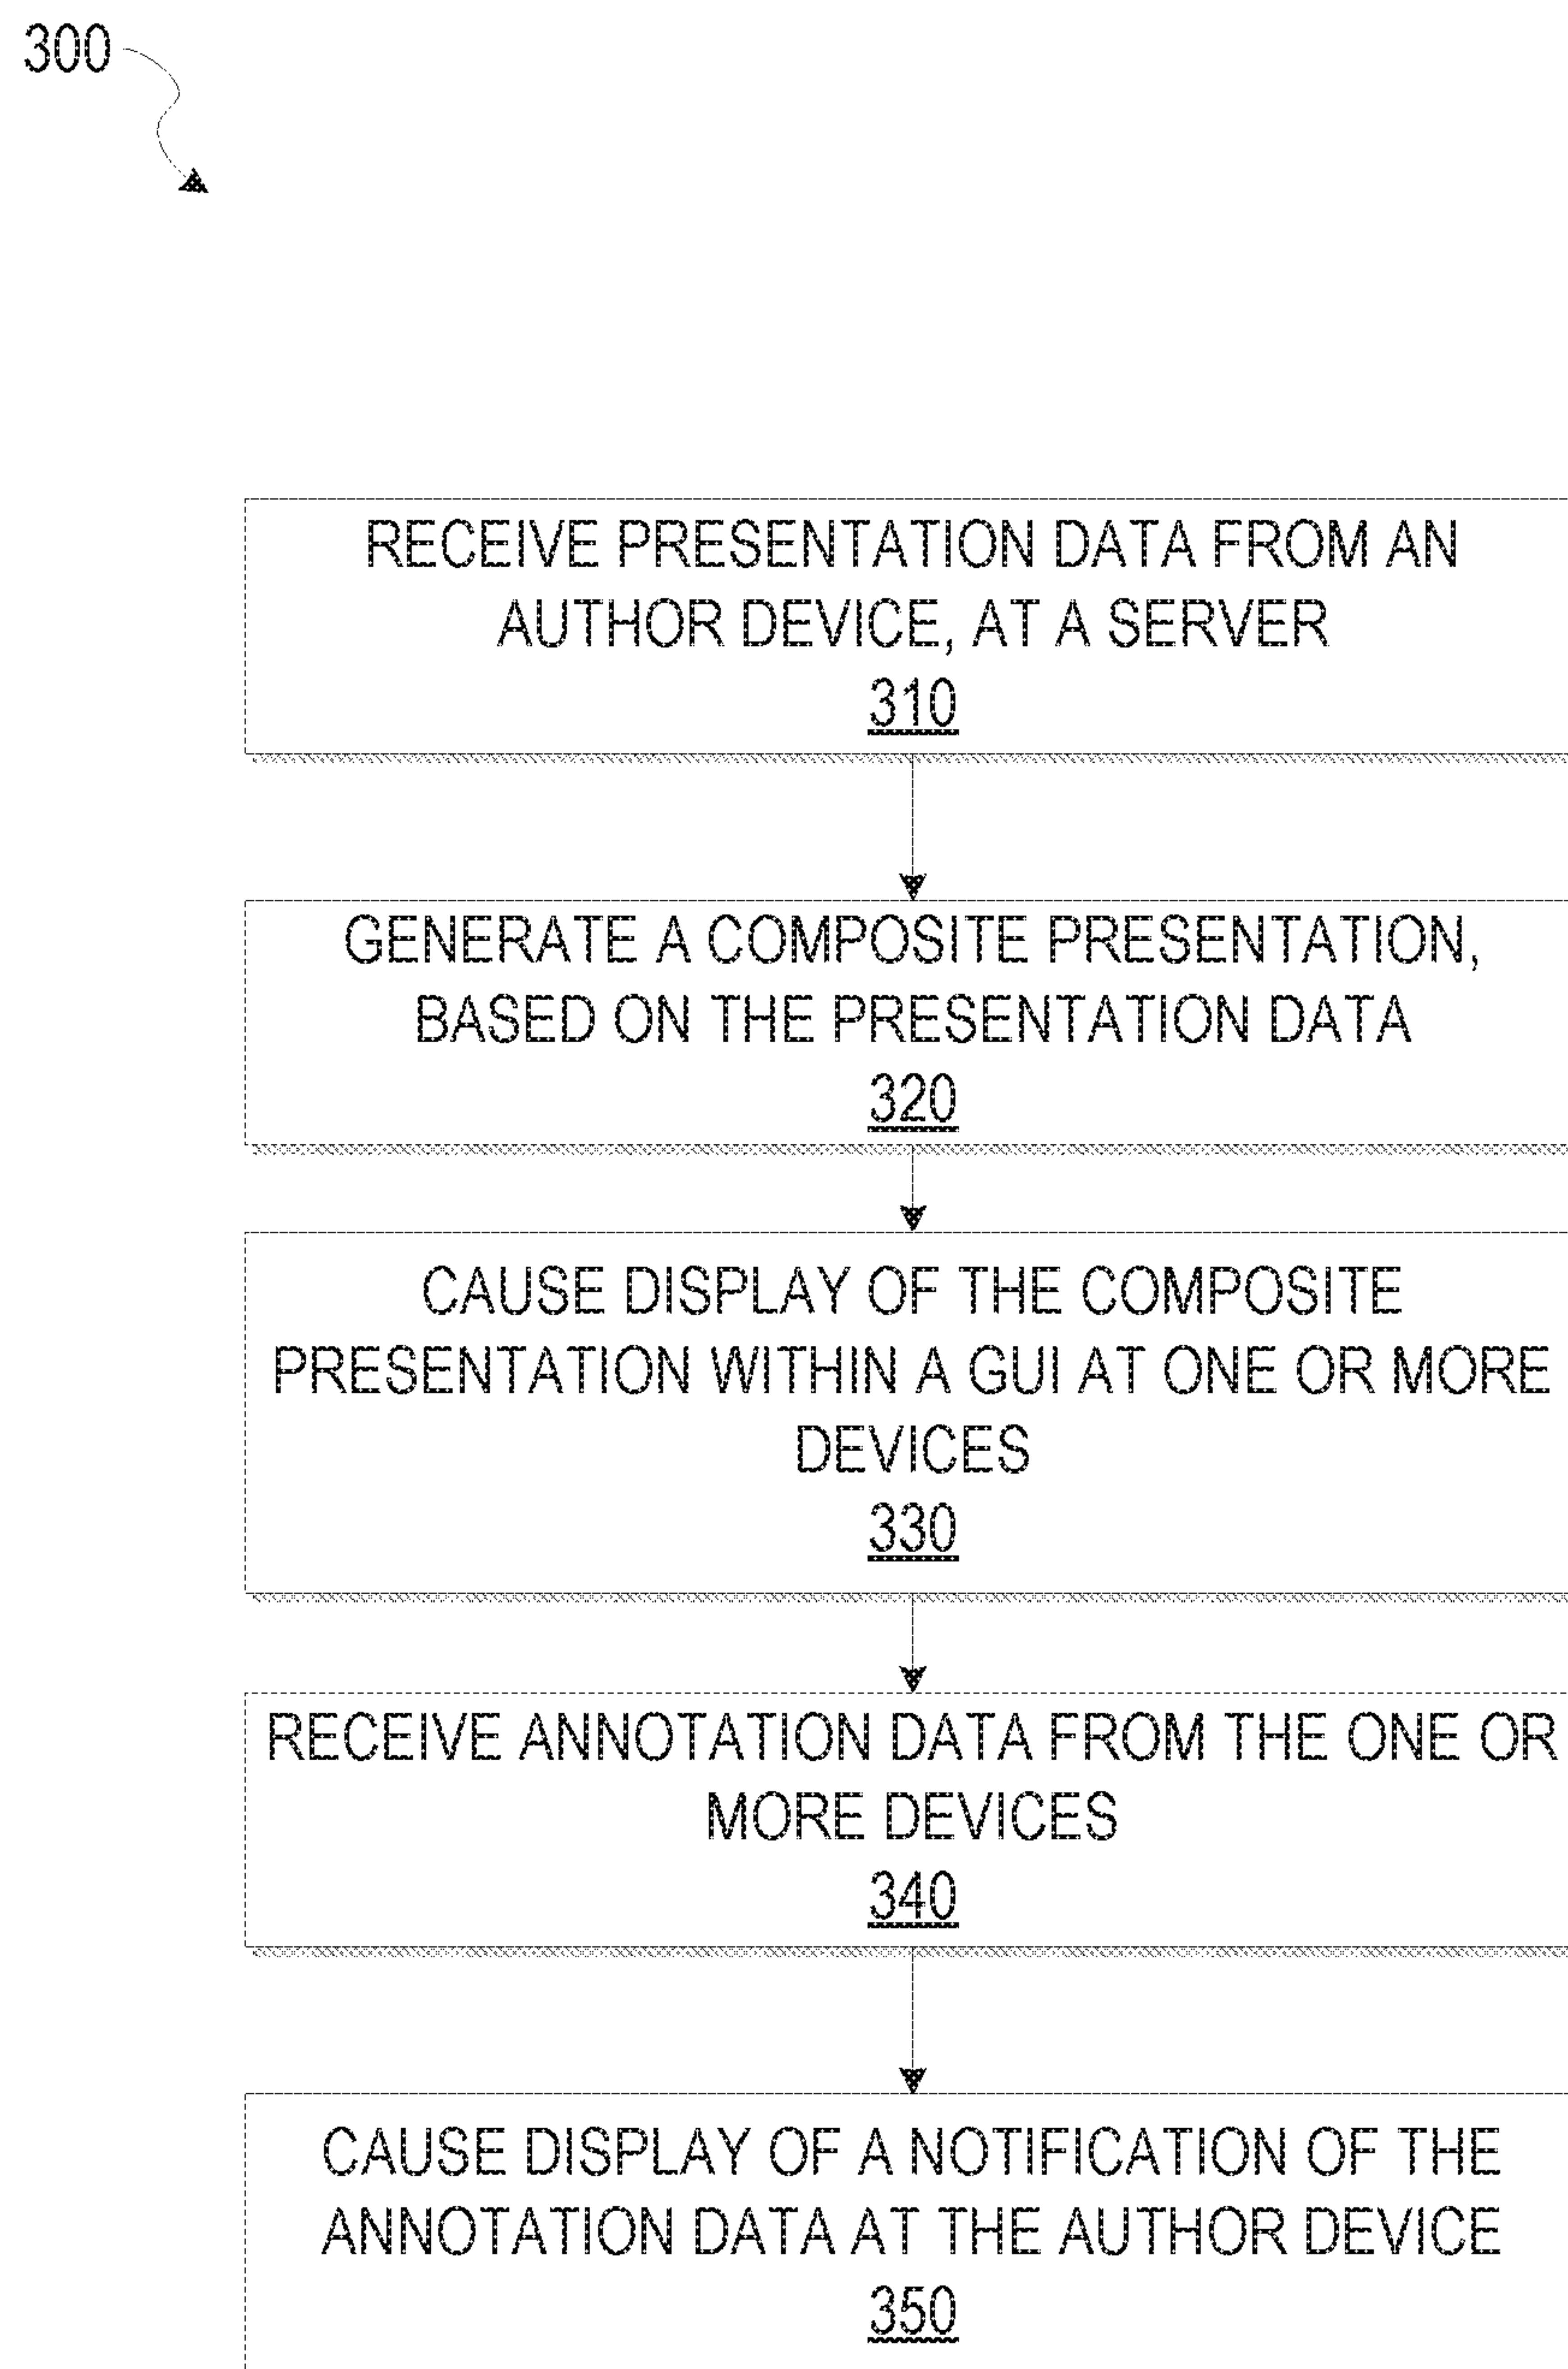 300
RECEIVE PRESENTATION DATA FROM AN
AUTHOR DEVICE, AT A SERVER
310
GENERATE A COMPOSITE PRESENTATION,
BASED ON THE PRESENTATION DATA
320
CAUSE DISPLAY OF THE COMPOSITE
PRESENTATION WITHIN A GUI AT ONE OR MORE
DEVICES
330
RECEIVE ANNOTATION DATA FROM THE ONE OR
MORE DEVICES
340
CAUSE DISPLAY OF A NOTIFICATION OF THE
ANNOTATION DATA AT THE AUTHOR DEVICE
350